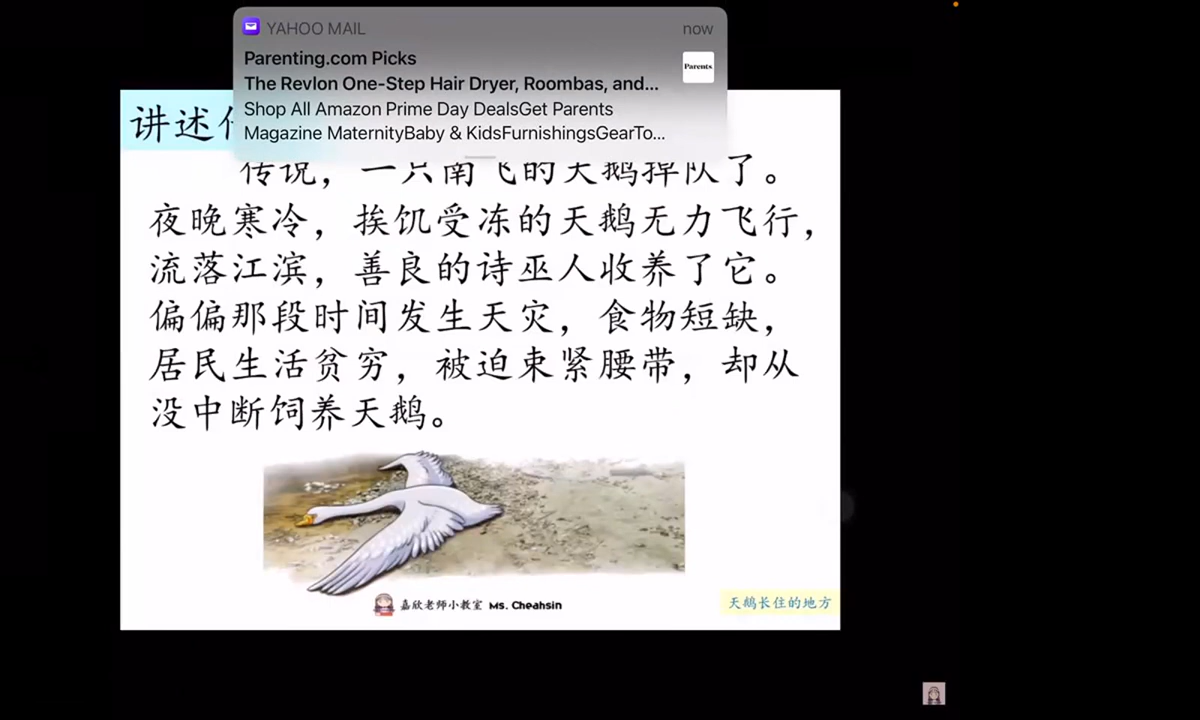 YAHOO MAIL
now
Parenting.com Picks
The Revlon One-Step Hair Dryer, Roombas, and...
Shop All Amazon Prime Day DealsGet Parents
Magazine MaternityBaby & KidsFurnishingsGearTo...
Parents
讲述
传说，一只南飞的天鹅掉队了。
夜晚寒冷，挨饥受冻的天鹅无力飞行，
流落江滨，善良的诗巫人收养了它。
偏偏那段时间发生天灾，食物短缺，
居民生活贫穷，被迫束紧腰带，却从
没中断饲养天鹅。
嘉欣老师小教室 Ms. Cheahsin
天鹅长住的地方